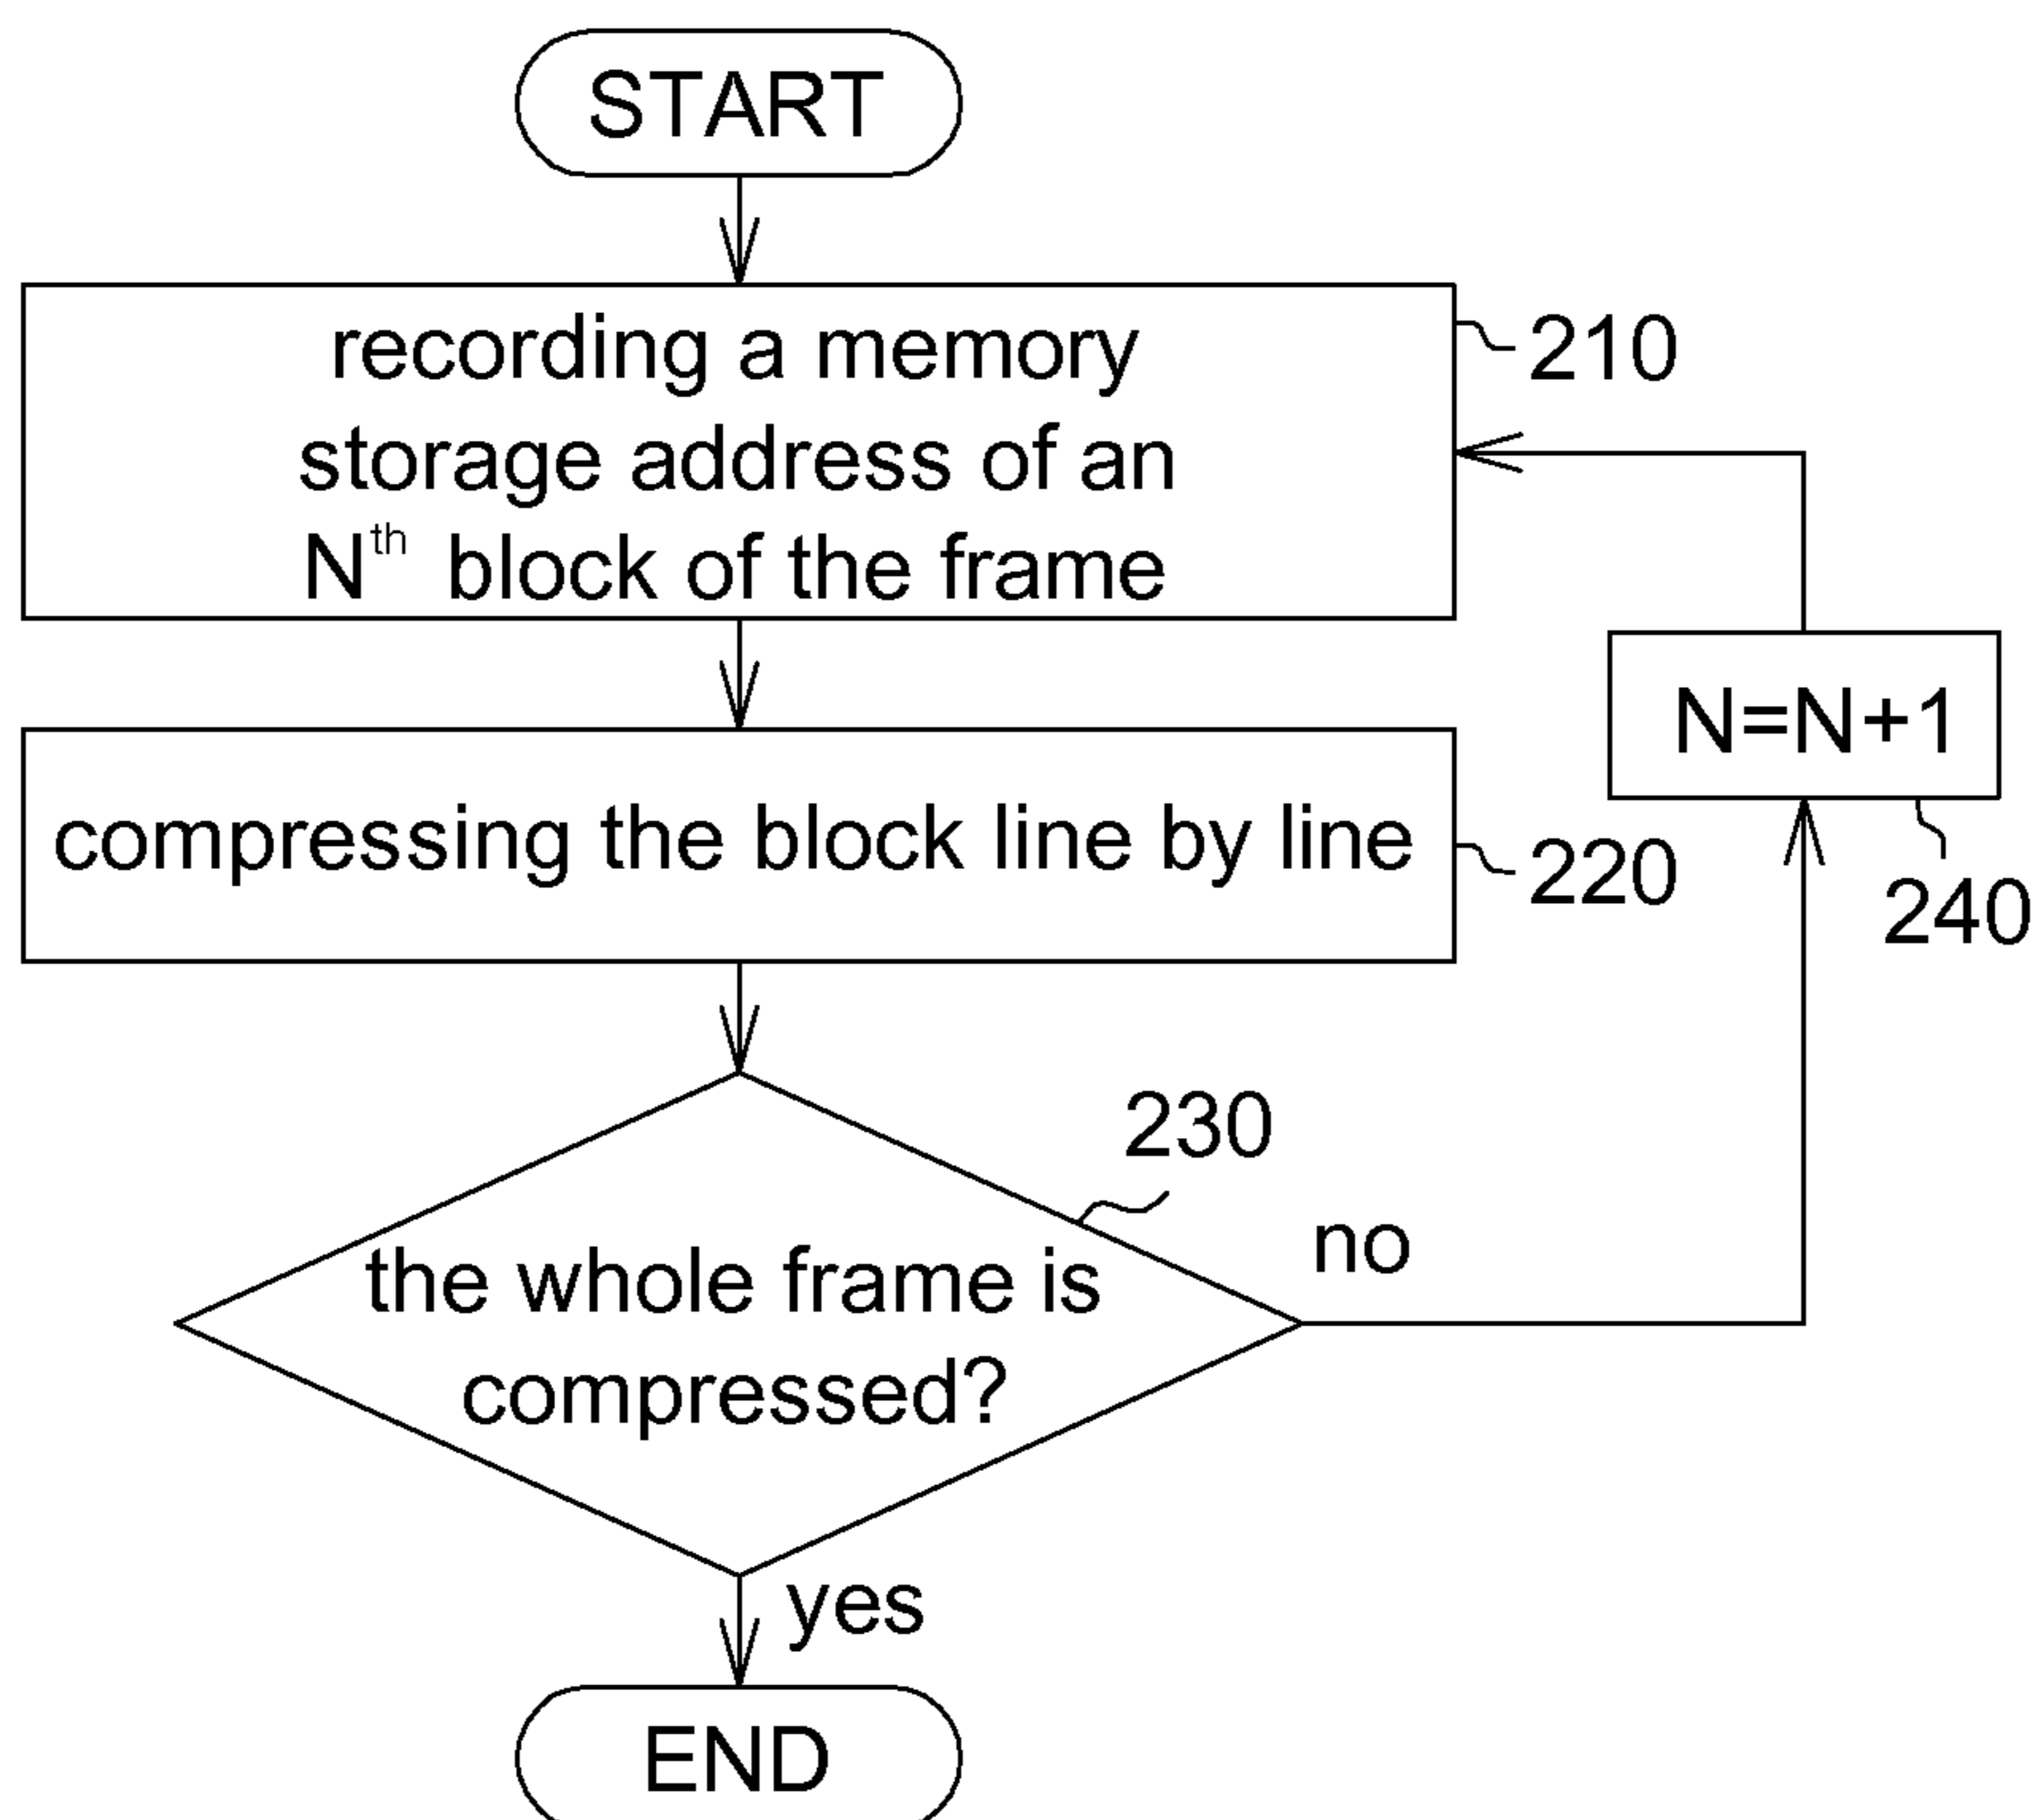 START
recording a memory
210
storage address of an
Nth block of the frame
N=N+1
compressing the block line by line
220
240
230
no
the whole frame is
compressed?
yes
END